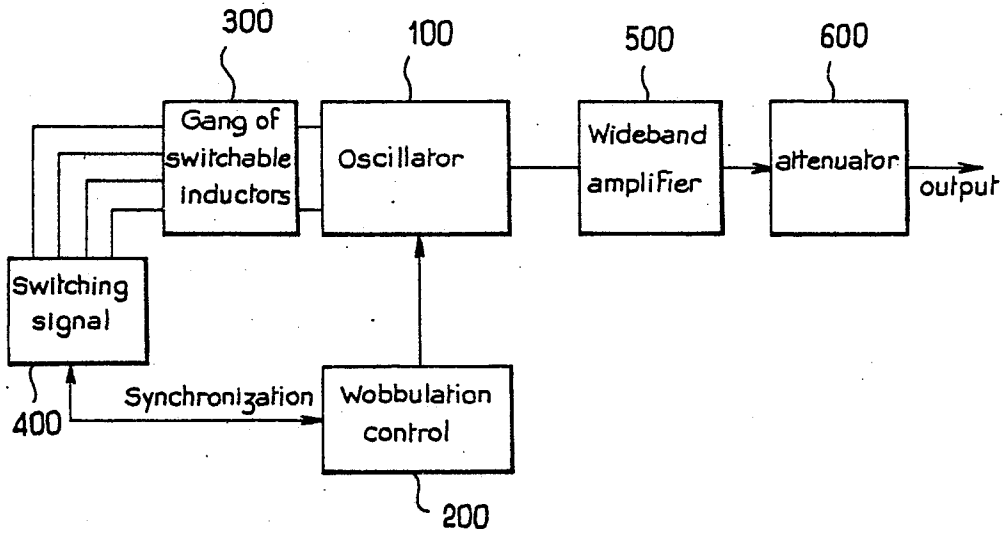 300
100
500
600
Gang of
switchable
inductors
Oscillator
Wideband
amplifier
attenuator
output
Switching
signal
400
Synchronization
Wobbulation
control
200